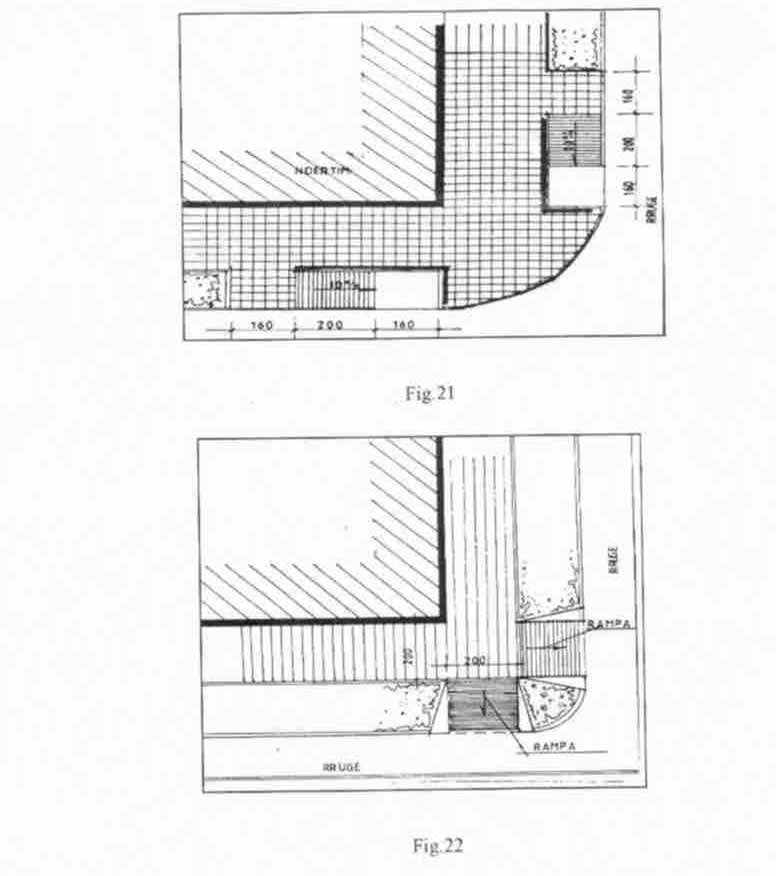 160
NDERTIM
10%
200
160
RRUGE
10%
160 200 160
Fig.21
RRUGE
RAMPA
200 200
RAMPA
RRUGE
Fig.22